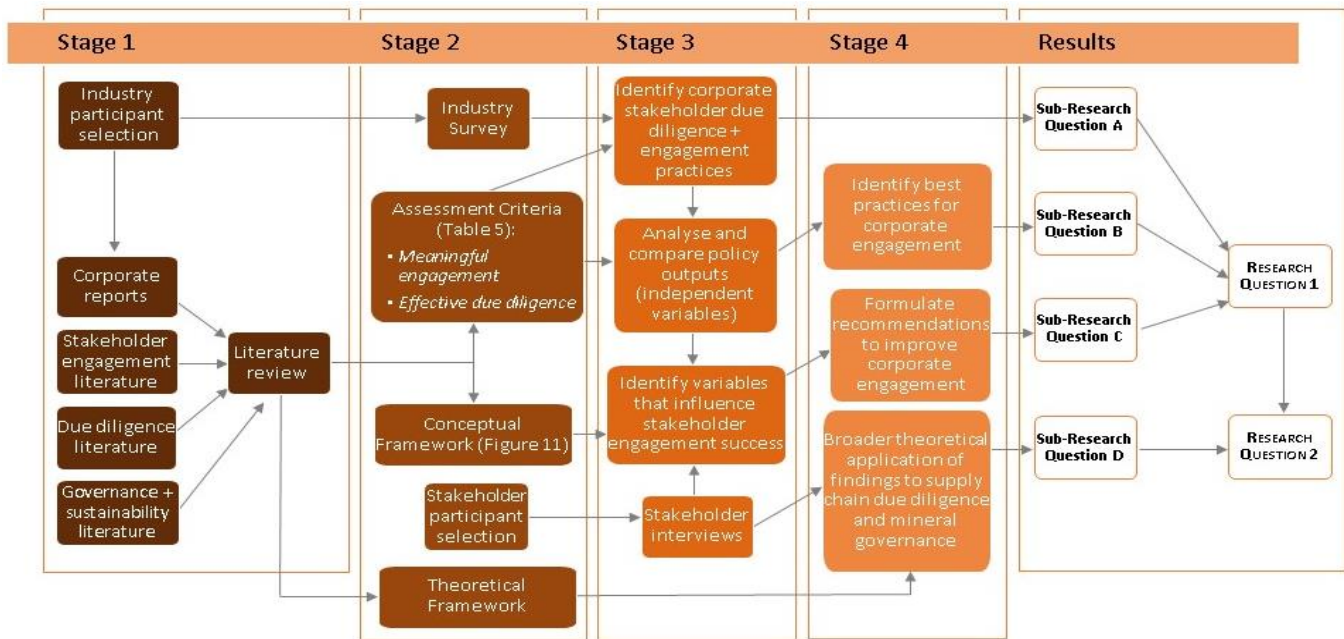 Stage 1
Stage 2
Stage 3
Stage 4
Results
Industry
participant
selection
Corporate
reports
Stakeholder
engagement
literature
Due diligence
literature
Governance +
sustainability
literature
Literature
review
Industry
Survey
Assessment Criteria
(Table 5):
• Meaningful
engagement
• Effective due diligence
Conceptual
Framework (Figure 11)
Stakeholder
participant
selection
Theoretical
Framework
Identify corporate
stakeholder due
diligence +
engagement
practices
Analyse and
compare policy
outputs
(independent
variables)
Identify variables
that influence
stakeholder
engagement success
Stakeholder
interviews
Identify best
practices for
corporate
engagement
Formulate
recommendations
to improve
corporate
engagement
Broader theoretical
application of
findings to supply
chain due diligence
and mineral
governance
Sub-Research
Question A
Sub-Research
Question B
Sub-Research
Question C
Sub-Research
Question D
RESEARCH
QUESTION 1
RESEARCH
QUESTION 2